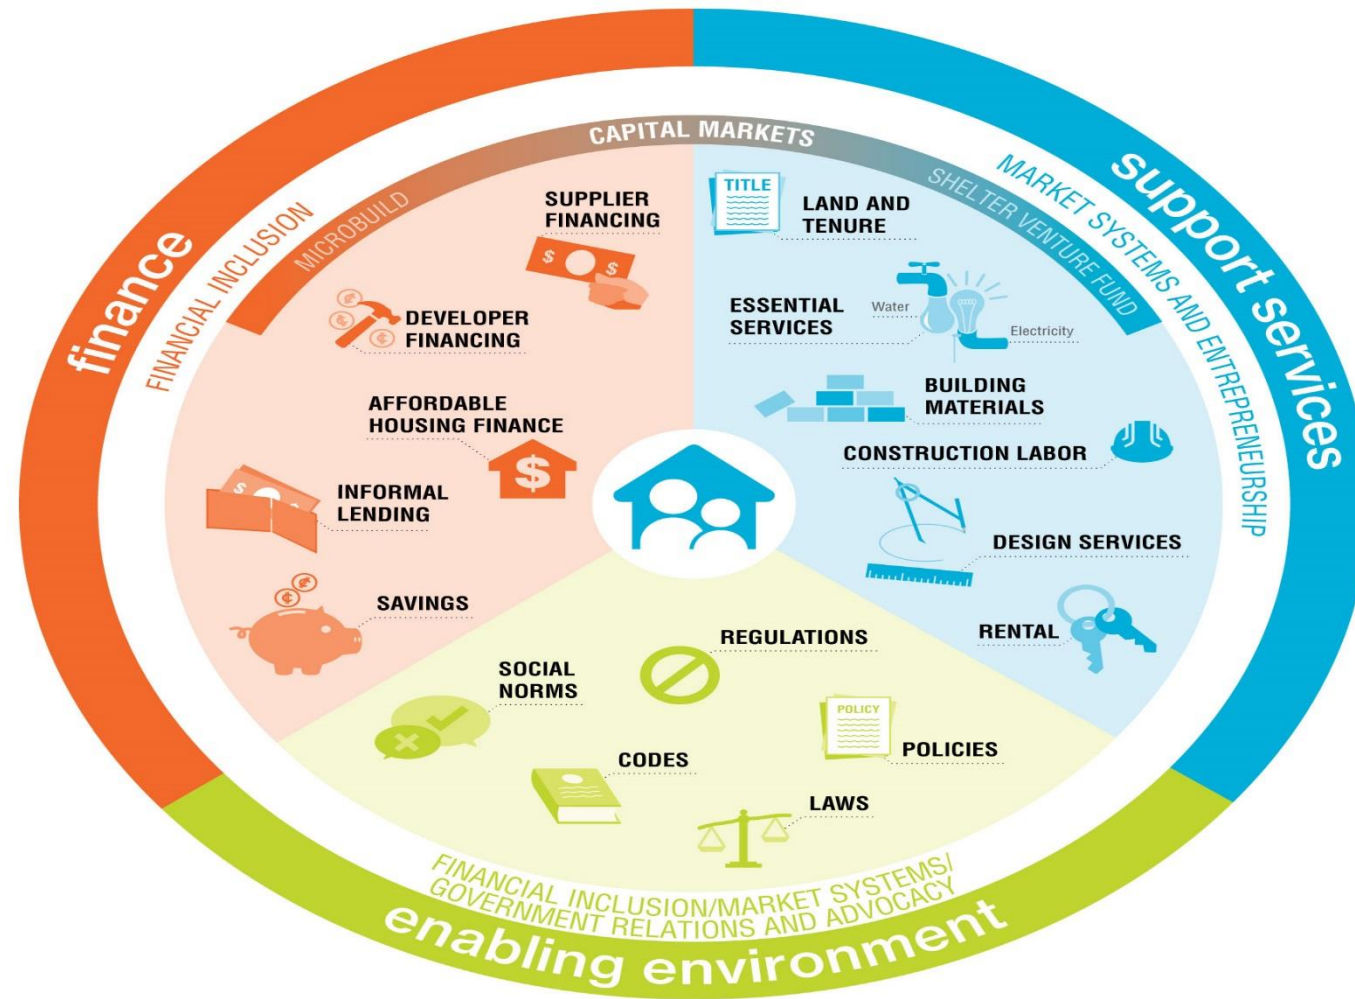 finance
FINANCIAL INCLUSION
MICROBUILD
CAPITAL MARKETS
SHELTER VENTURE FUND
MARKET SYSTEMS AND ENTREPRENEURSHIP
support services
SUPPLIER
FINANCING
DEVELOPER
FINANCING
AFFORDABLE
HOUSING FINANCE
INFORMAL
LENDING
SAVINGS
TITLE
LAND AND
TENURE
ESSENTIAL
SERVICES
Water
Electricity
BUILDING
MATERIALS
CONSTRUCTION LABOR
DESIGN SERVICES
RENTAL
REGULATIONS
SOCIAL
NORMS
POLICY
POLICIES
CODES
LAWS
FINANCIAL INCLUSION/MARKET SYSTEMS/
GOVERNMENT RELATIONS AND ADVOCACY
enabling environment